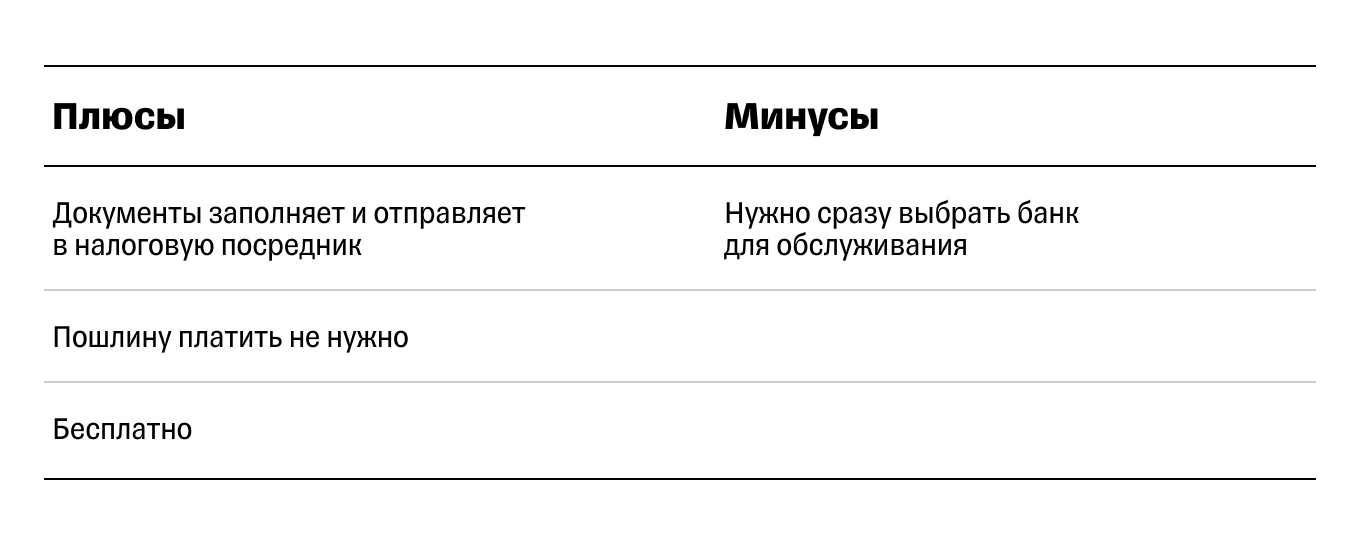 Плюсы
Минусы
Документы заполняет и отправляет
в налоговую посредник
Нужно сразу выбрать банк
для обслуживания
Пошлину платить не нужно
Бесплатно